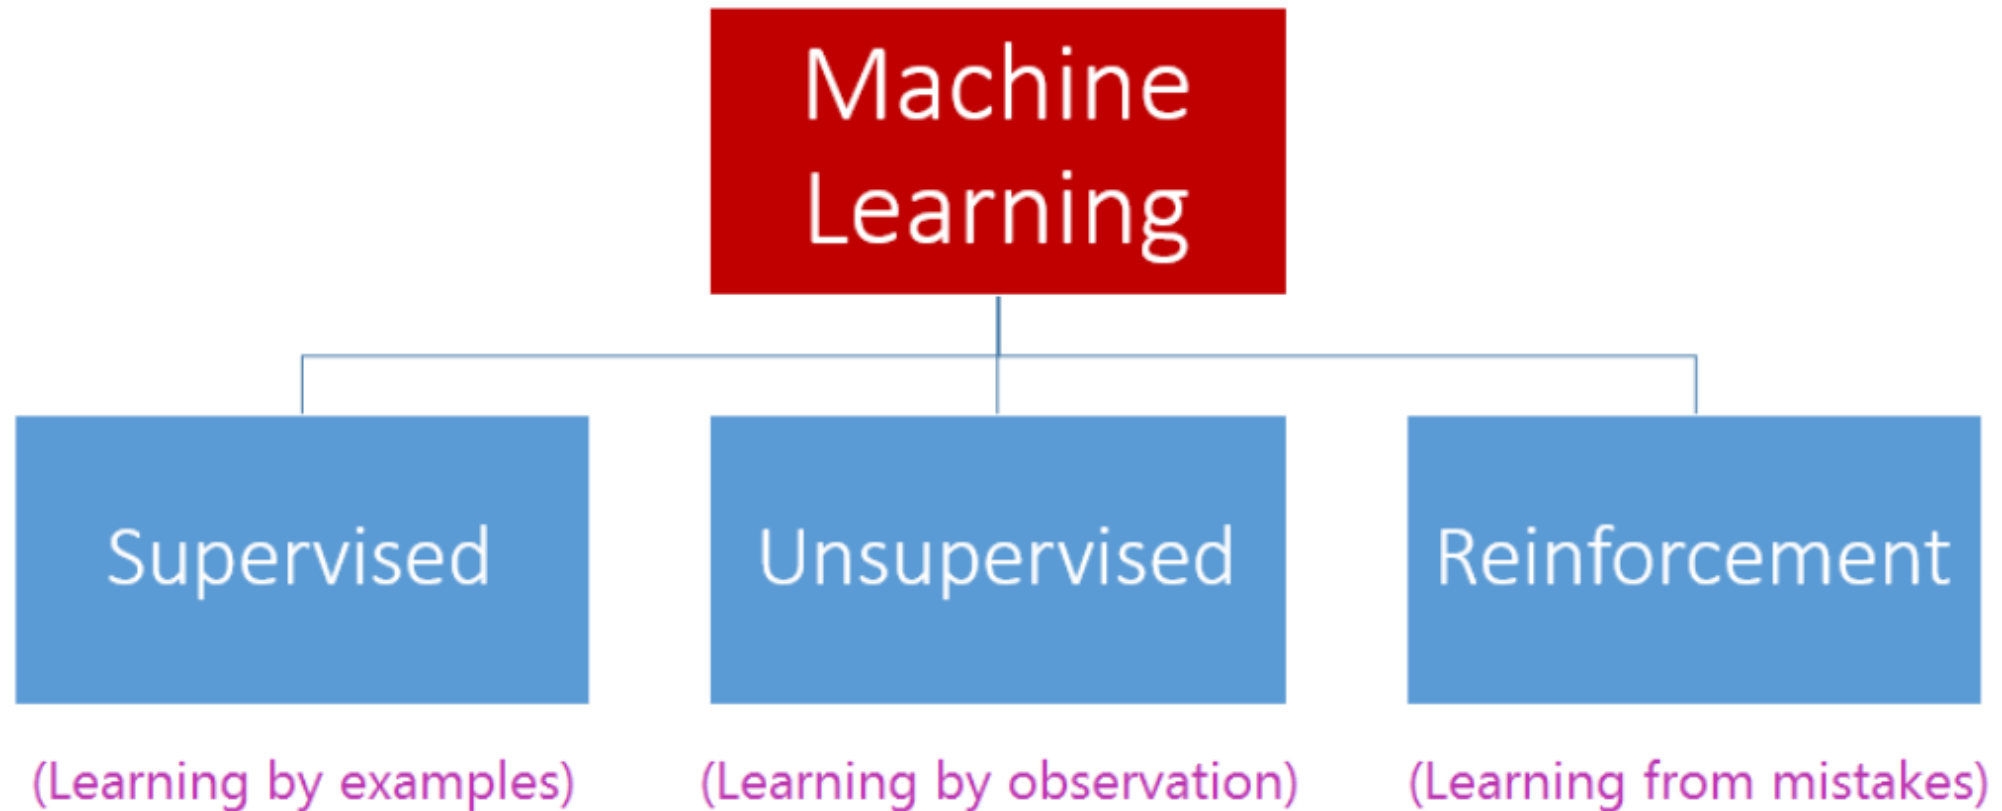 Machine
Learning
Supervised
Unsupervised
Reinforcement
(Learning by examples)
(Learning by observation)
(Learning from mistakes)